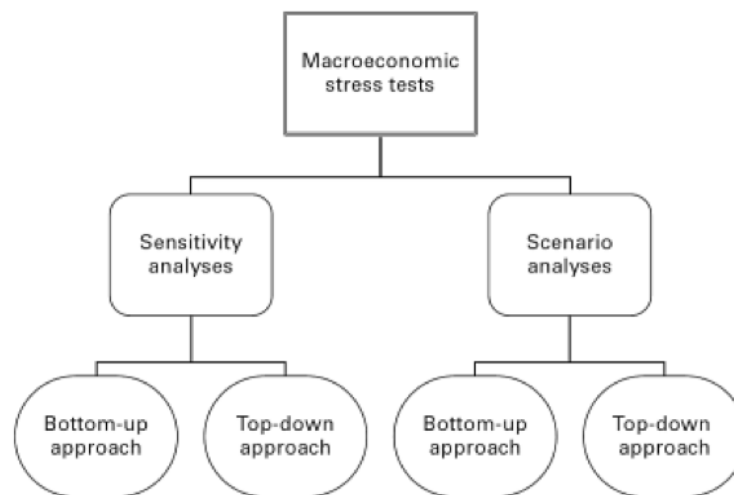 Macroeconomic
stress tests
Sensitivity
analyses
Scenario
analyses
Bottom-up
approach
Top-down
approach
Bottom-up
approach
Top-down
approach